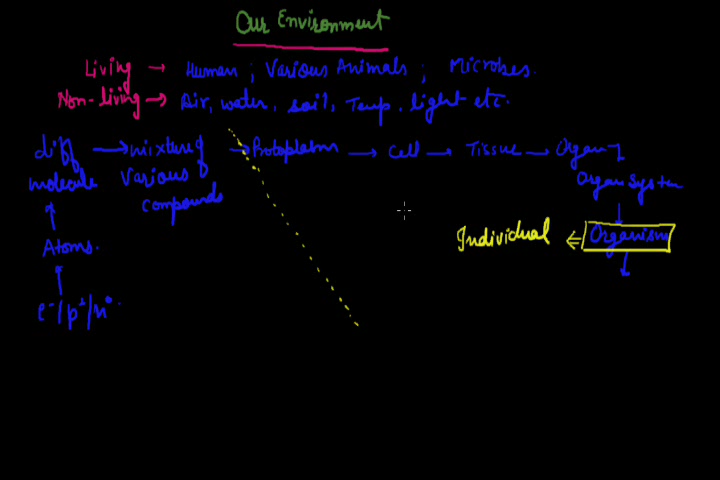 Our Environment
Living → Human ; Various Animals ; Microbes.
Non-Living → Air, water, soil, Temp, light etc.
diff molecule → mixture of various compounds → Protoplasm → Cell → Tissue → Organ
Organ System
Individual ⇐ Organism
Atoms.
e⁻/p⁺/n°